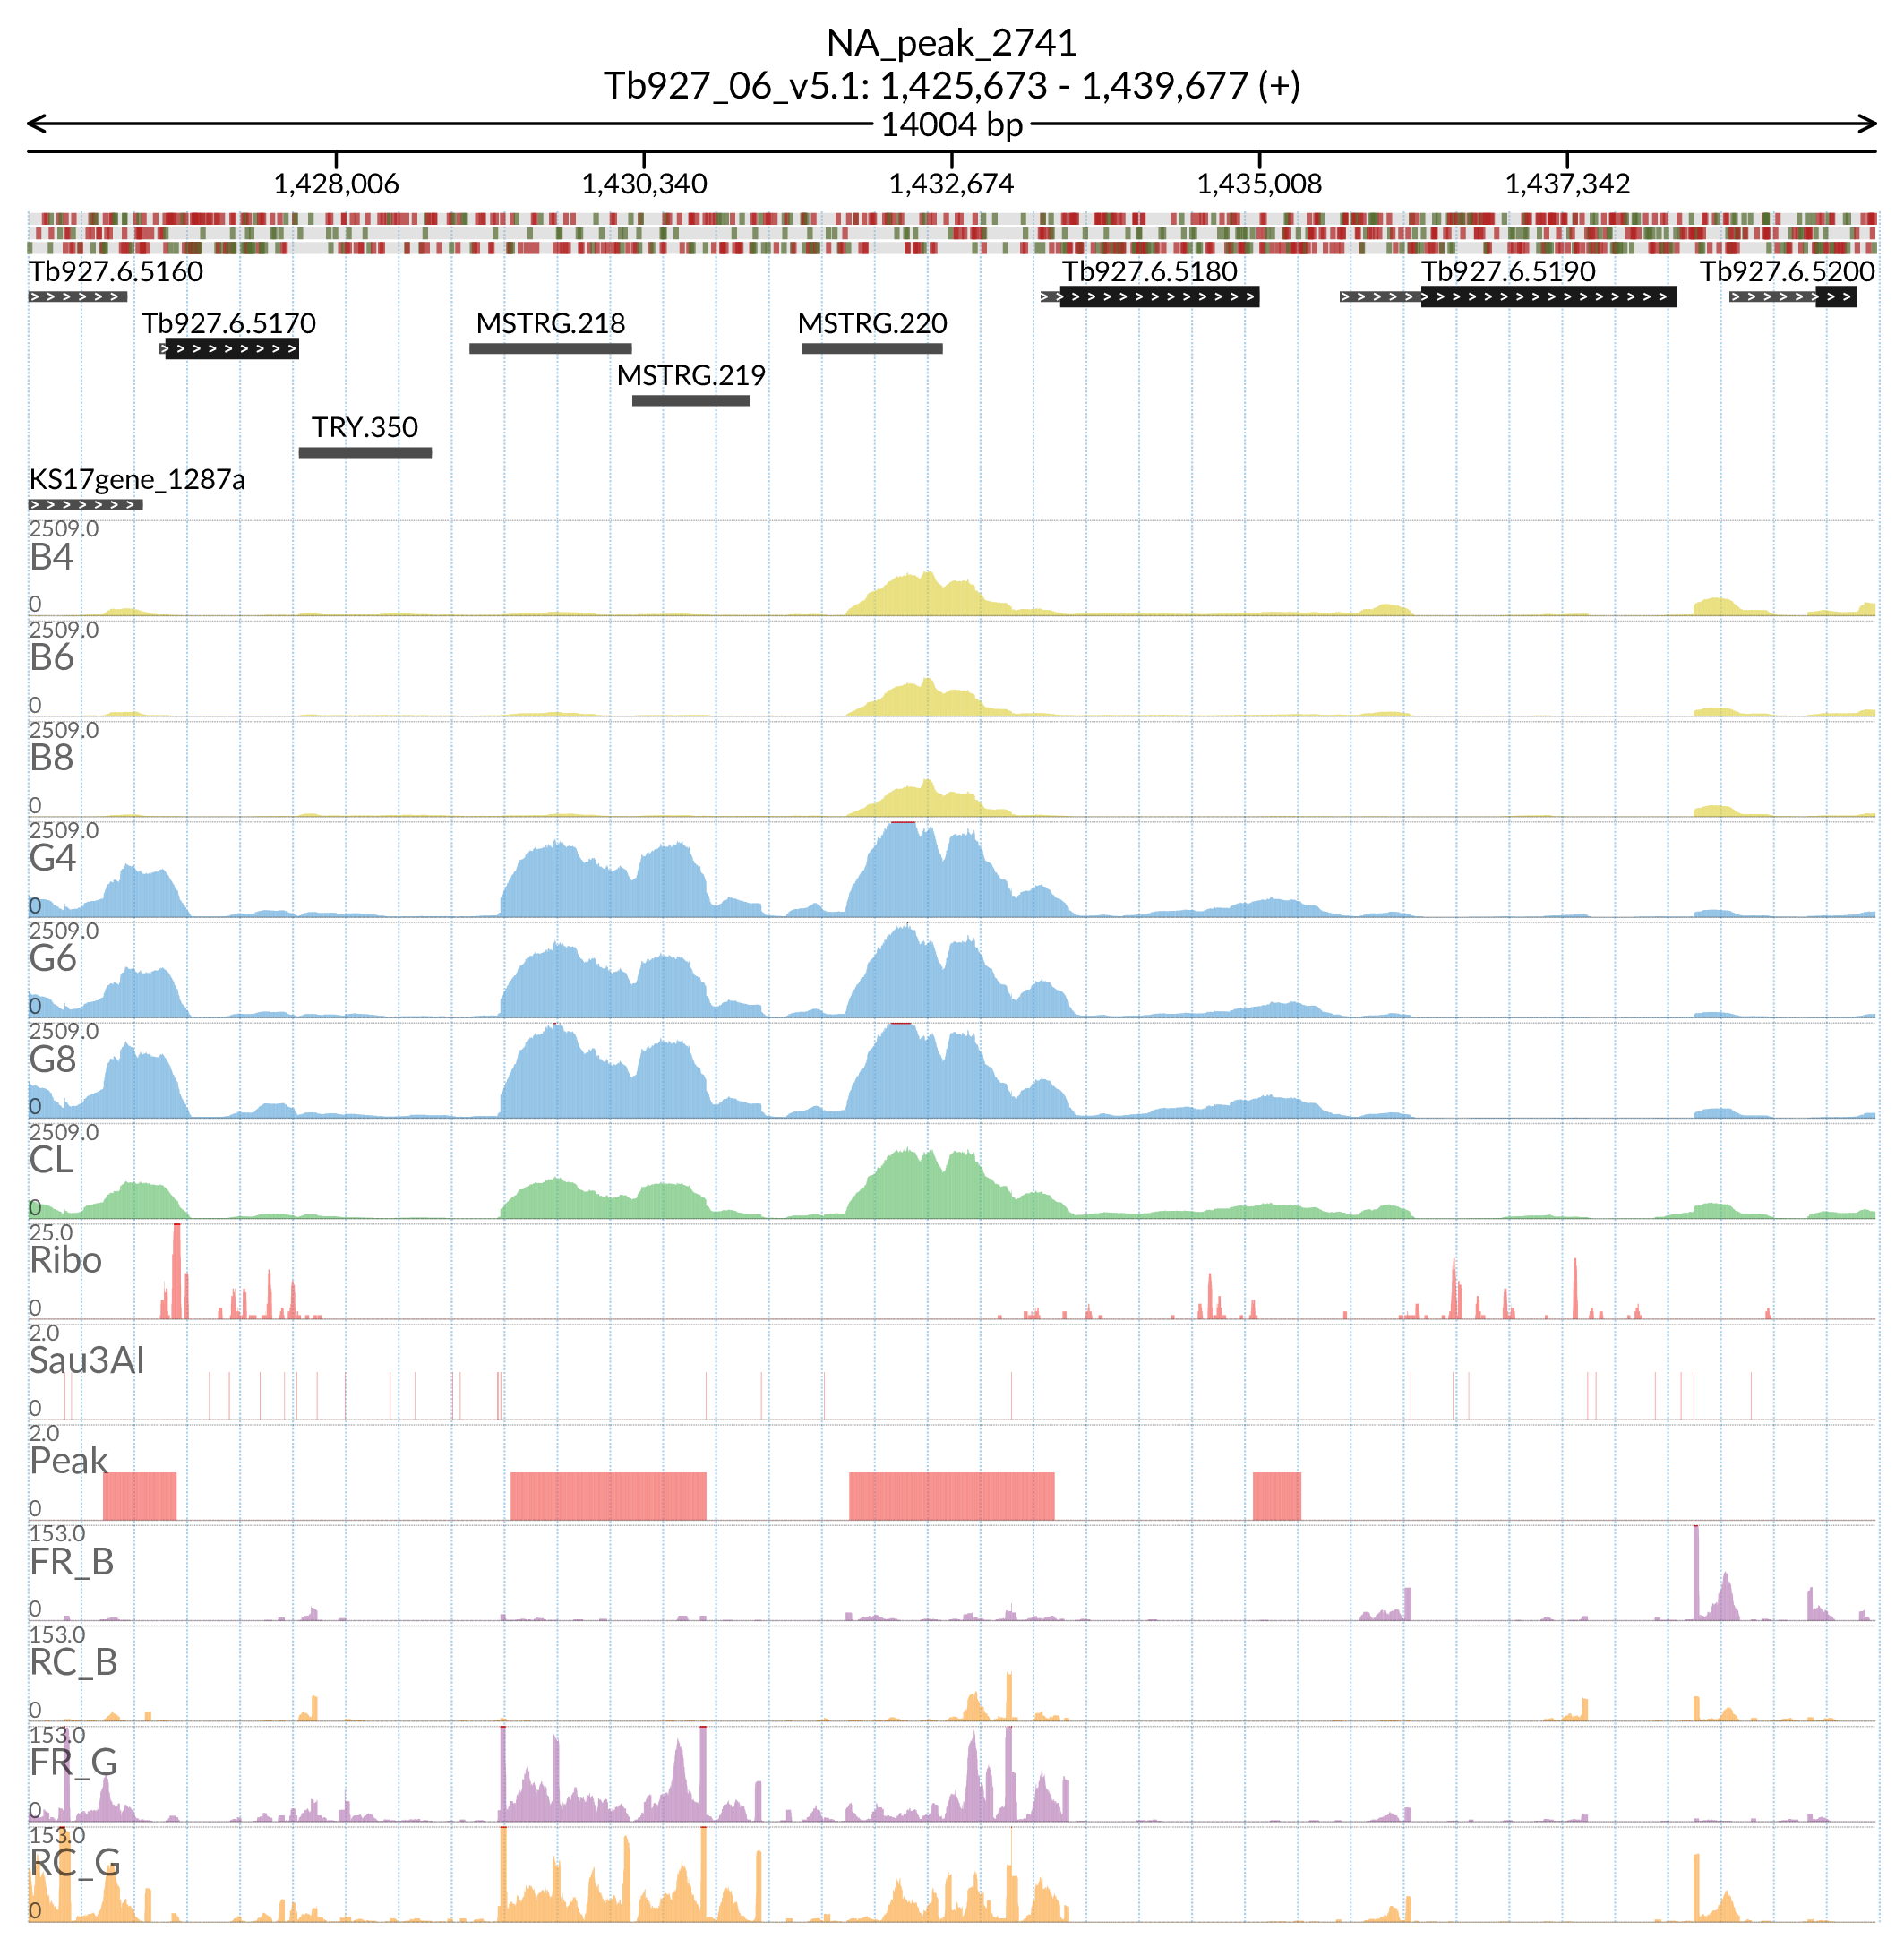 NA_peak_2741
Tb927_06_v5.1: 1,425,673 - 1,439,677 (+)
14004 bp
1,428,006 1,430,340 1,432,674 1,435,008 1,437,342
Tb927.6.5160 Tb927.6.5180 Tb927.6.5190 Tb927.6.5200
Tb927.6.5170 MSTRG.218 MSTRG.220
MSTRG.219
TRY.350
KS17gene_1287a
2509.0
B4
0
2509.0
B6
0
2509.0
B8
0
2509.0
G4
0
2509.0
G6
0
2509.0
G8
0
2509.0
CL
0
25.0
Ribo
0
2.0
Sau3AI
0
2.0
Peak
0
153.0
FR_B
0
153.0
RC_B
0
153.0
FR_G
0
153.0
RC_G
0